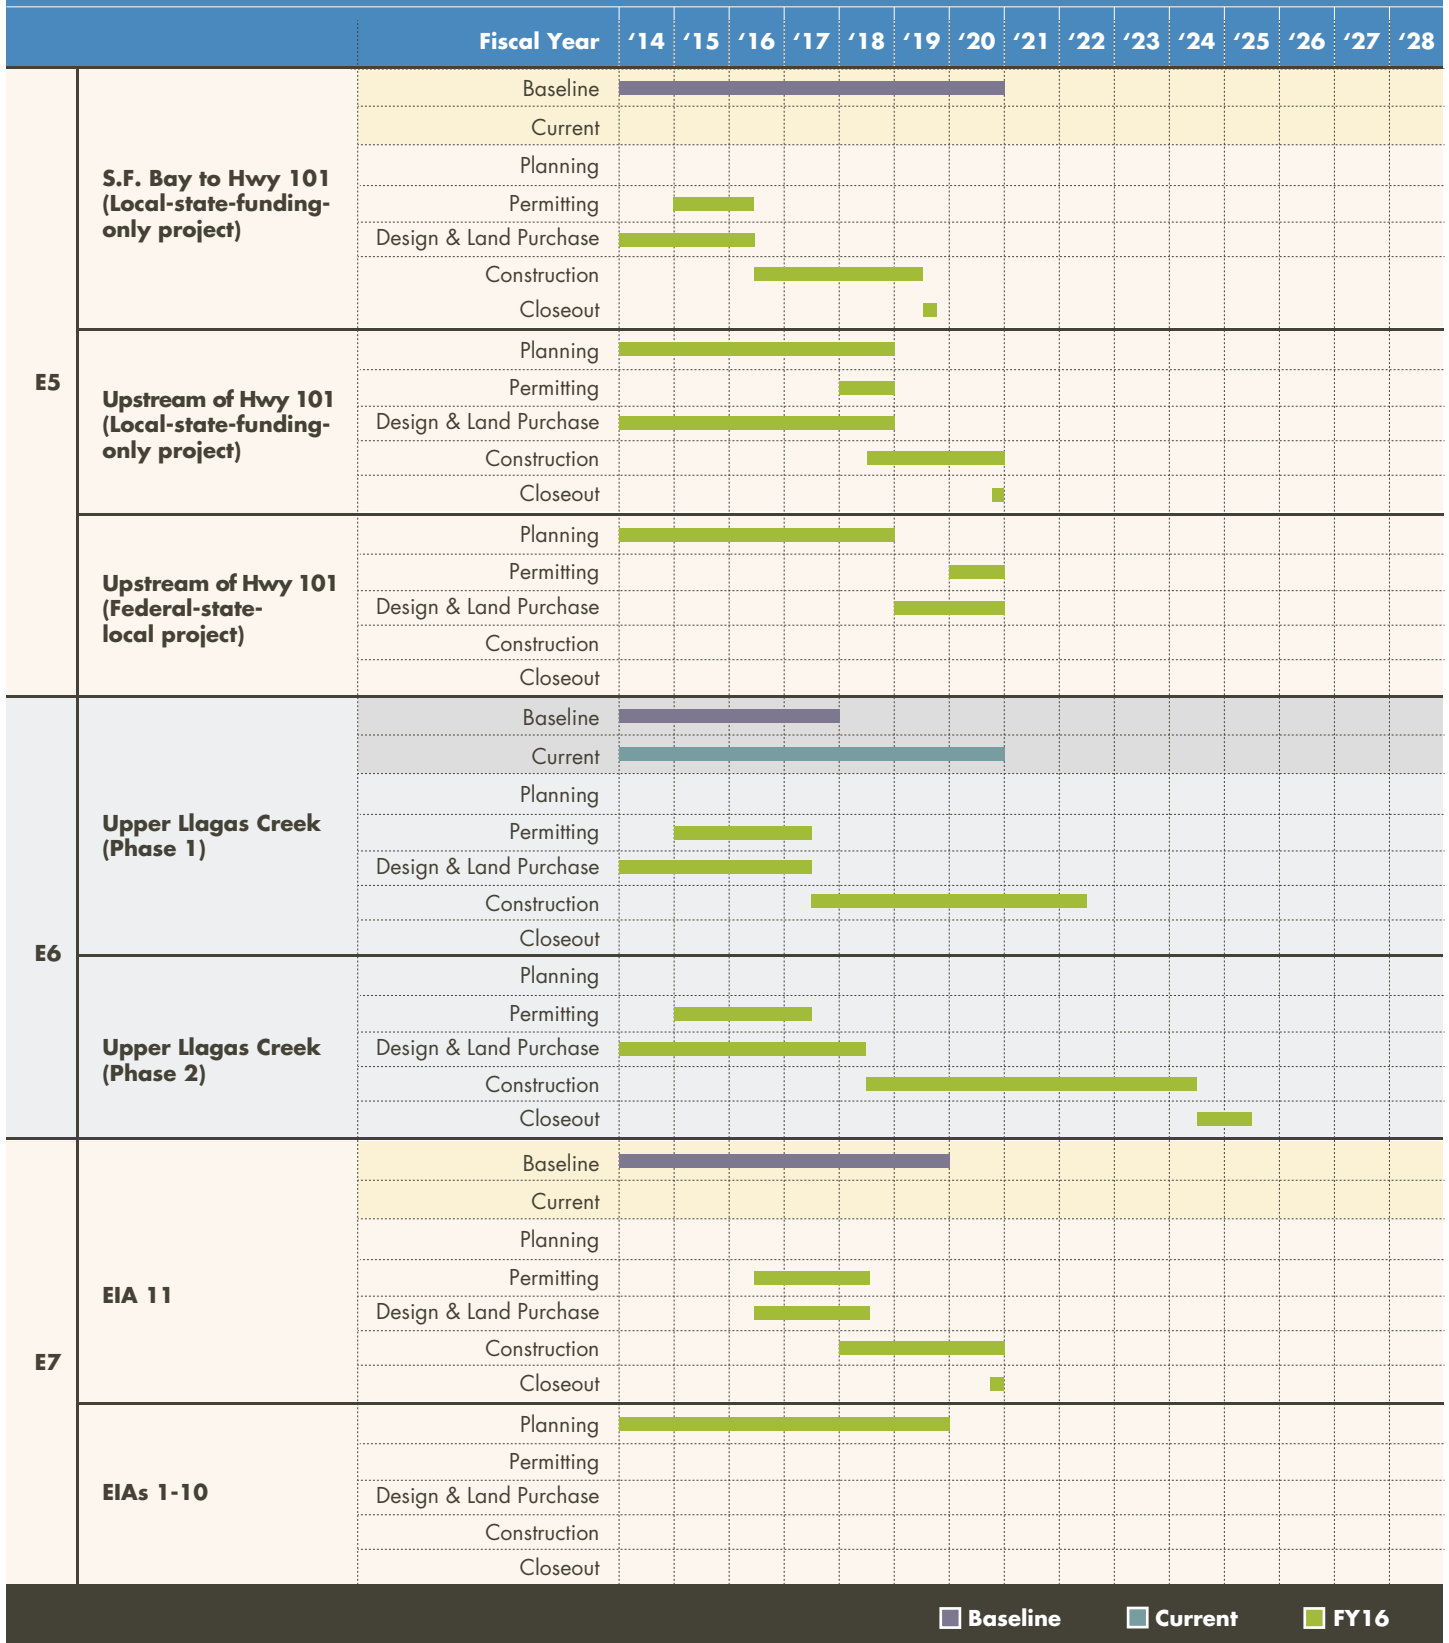 Fiscal Year ‘14 ‘15 ‘16 ‘17 ‘18 ‘19 ‘20 ‘21 ‘22 ‘23 ‘24 ‘25 ‘26 ‘27 ‘28
E5
S.F. Bay to Hwy 101
(Local-state-funding-
only project)
Baseline
Current
Planning
Permitting
Design & Land Purchase
Construction
Closeout
Upstream of Hwy 101
(Local-state-funding-
only project)
Planning
Permitting
Design & Land Purchase
Construction
Closeout
Upstream of Hwy 101
(Federal-state-
local project)
Planning
Permitting
Design & Land Purchase
Construction
Closeout
E6
Upper Llagas Creek
(Phase 1)
Baseline
Current
Planning
Permitting
Design & Land Purchase
Construction
Closeout
Upper Llagas Creek
(Phase 2)
Planning
Permitting
Design & Land Purchase
Construction
Closeout
E7
EIA 11
Baseline
Current
Planning
Permitting
Design & Land Purchase
Construction
Closeout
EIAs 1-10
Planning
Permitting
Design & Land Purchase
Construction
Closeout
Baseline Current FY16